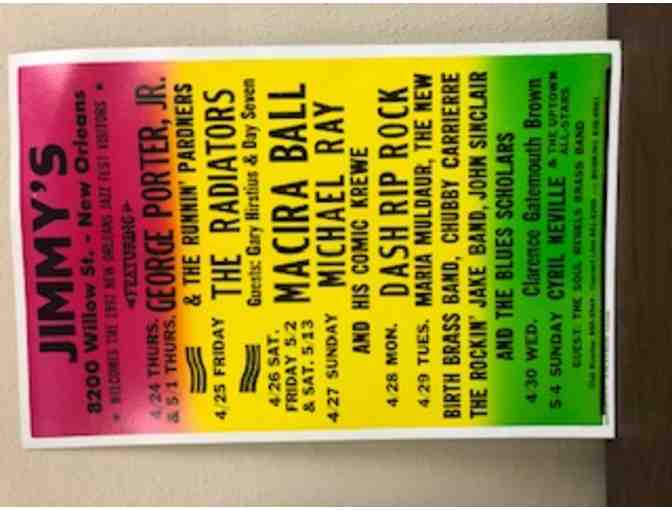 JIMMY'S
8200 Willow St. - New Orleans
* WELCOMES THE 1997 NEW ORLEANS JAZZ FEST VISITORS *
◄FEATURING►
4/24 THURS. GEORGE PORTER, JR.
& 5 1 THURS. & THE RUNNIN' PARDNERS
4/25 FRIDAY THE RADIATORS
Guests: Gary Hirstius & Day Seven
4/26 SAT. MACIRA BALL
FRIDAY 5.2
& SAT. 5.13
4/27 SUNDAY MICHAEL RAY
AND HIS COMIC KREWE
4/28 MON. DASH RIP ROCK
4/29 TUES. MARIA MULDAUR, THE NEW
BIRTH BRASS BAND, CHUBBY CARRIERRE
THE ROCKIN' JAKE BAND, JOHN SINCLAIR
AND THE BLUES SCHOLARS
4/30 WED. Clarence Gatemouth Brown
5 4 SUNDAY CYRIL NEVILLE & THE UPTOWN ALL-STARS
GUEST: THE SOUL REBELS BRASS BAND